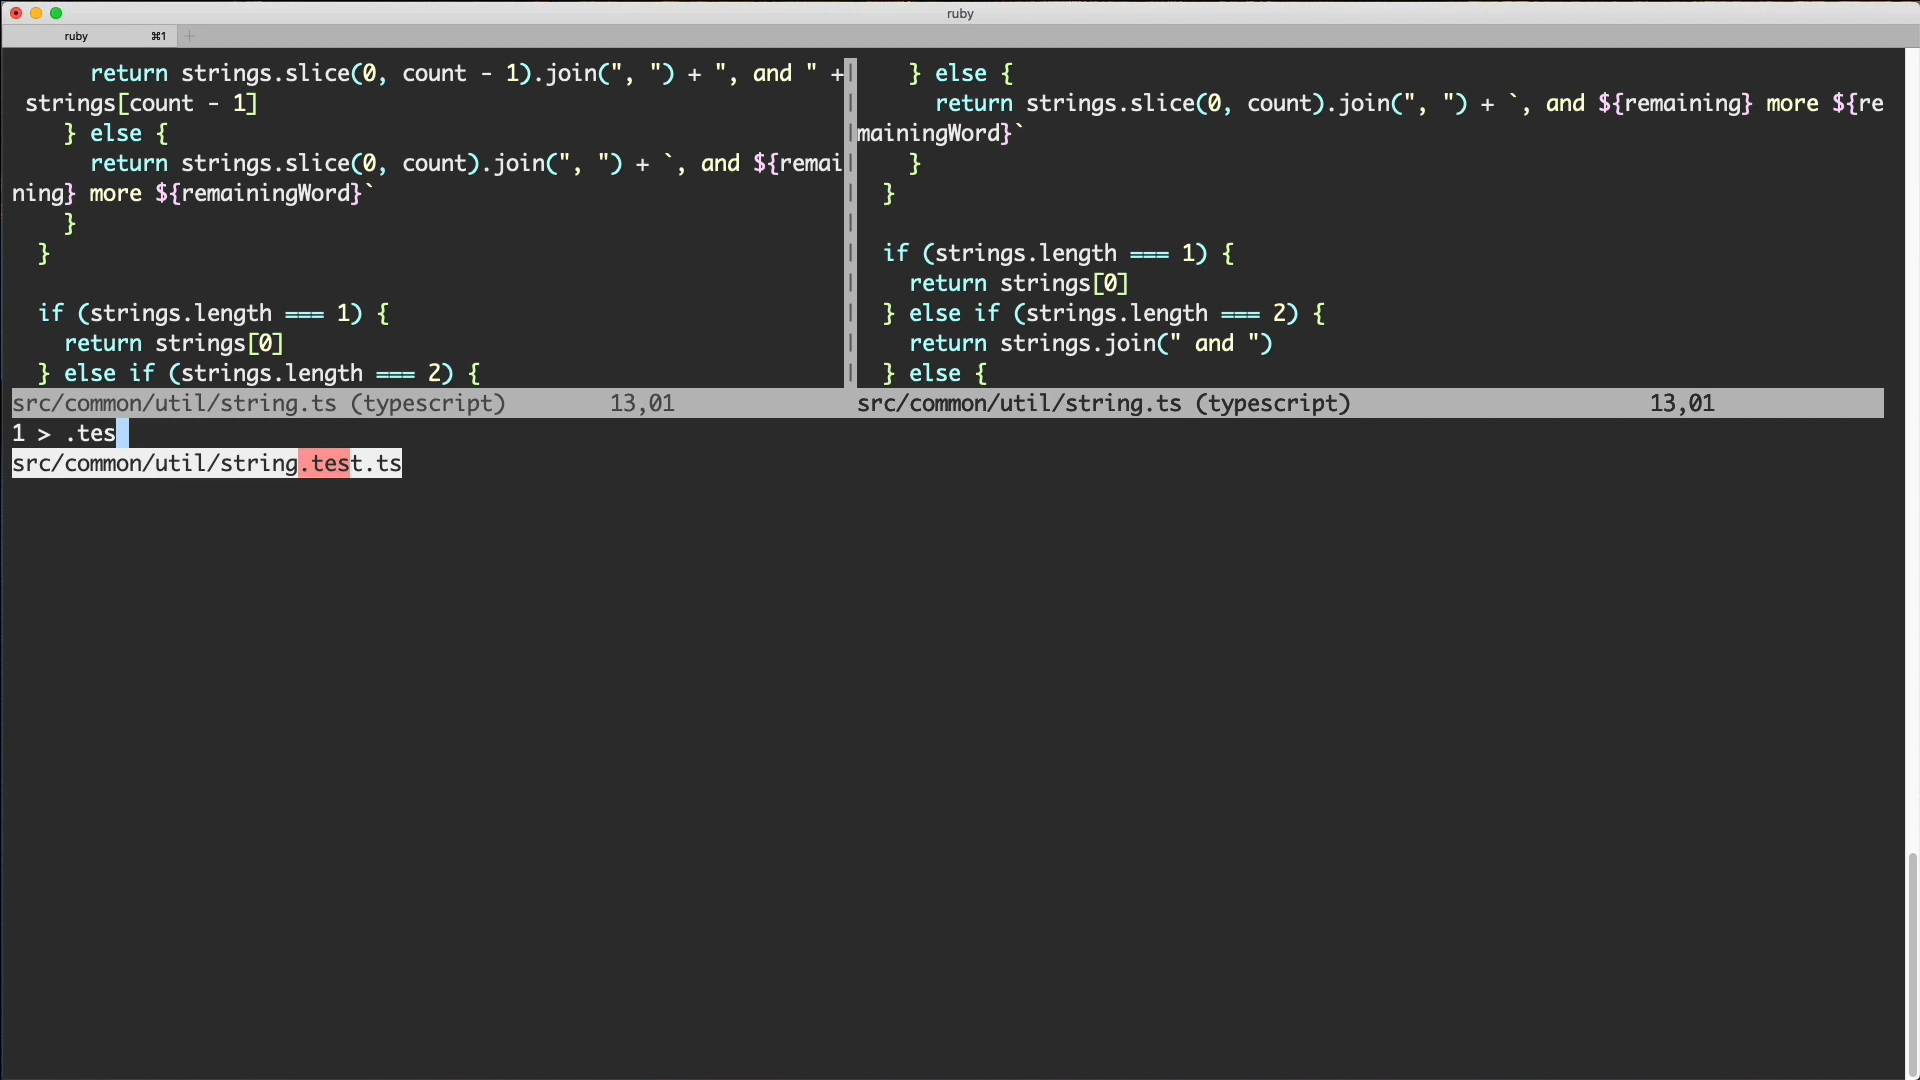 ruby
ruby ⌘1 +
return strings.slice(0, count - 1).join(", ") + ", and " +
strings[count - 1]
} else {
return strings.slice(0, count).join(", ") + `, and ${remai
ning} more ${remainingWord}`
}
}
if (strings.length === 1) {
return strings[0]
} else if (strings.length === 2) {
src/common/util/string.ts (typescript) 13,01
} else {
return strings.slice(0, count).join(", ") + `, and ${remaining} more ${re
mainingWord}`
}
}
if (strings.length === 1) {
return strings[0]
} else if (strings.length === 2) {
return strings.join(" and ")
} else {
src/common/util/string.ts (typescript) 13,01
1 > .tes
src/common/util/string.test.ts